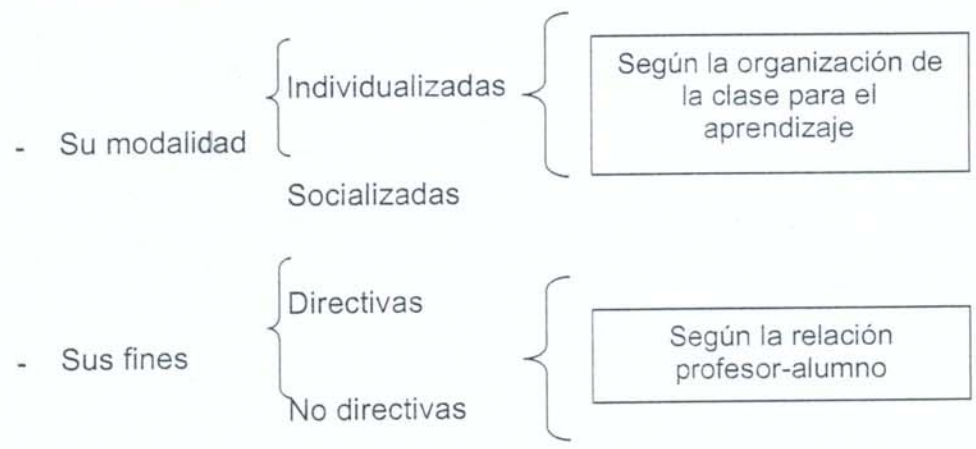 Individualizadas
Según la organización de
la clase para el
aprendizaje
- Su modalidad
Socializadas
Directivas
Según la relación
profesor-alumno
- Sus fines
No directivas